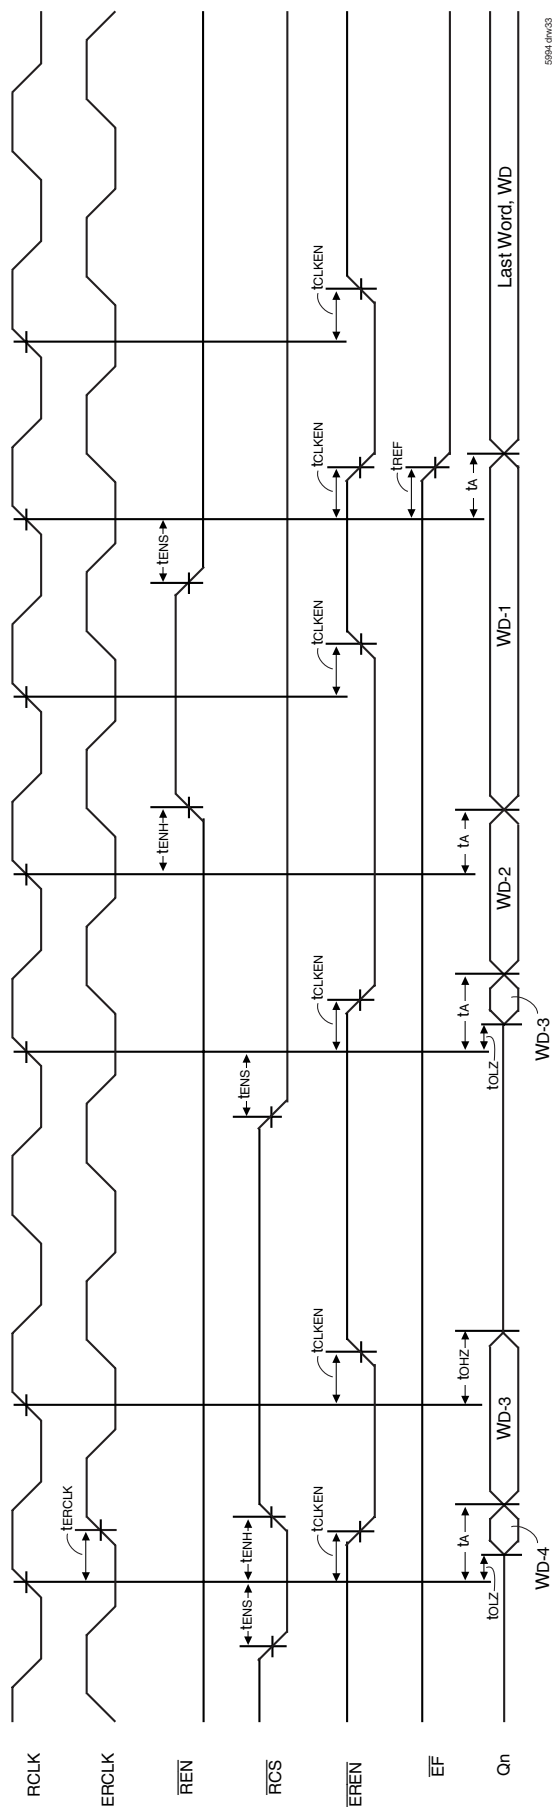 RCLK
tERCLK
ERCLK
tENH
tENS
REN
tENS
tENH
tENS
RCS
tCLKEN
tCLKEN
tCLKEN
tCLKEN
tCLKEN
tCLKEN
EREN
tREF
EF
tOLZ
tA
tOHZ
tOLZ
tA
tA
tA
Qn
WD-4
WD-3
WD-3
WD-2
WD-1
Last Word, WD
5994 drw33